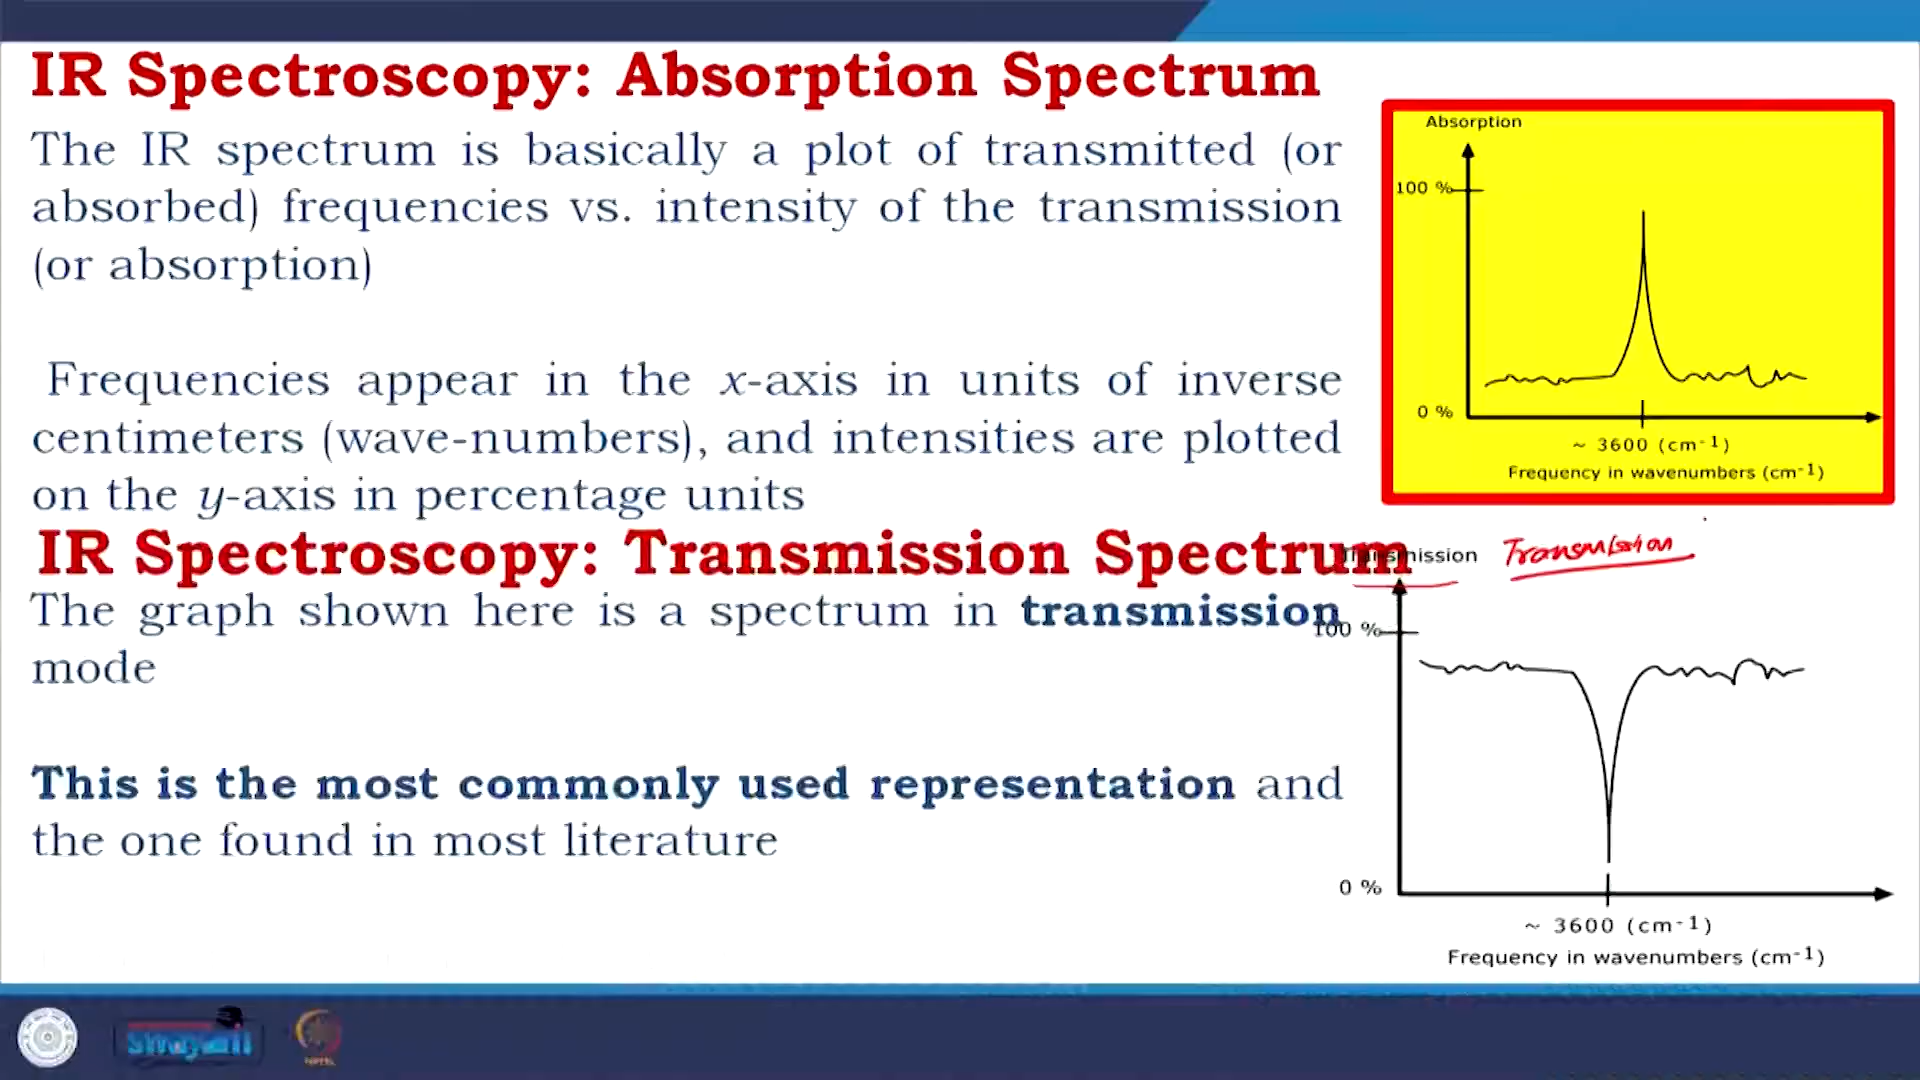 IR Spectroscopy: Absorption Spectrum
The IR spectrum is basically a plot of transmitted (or
absorbed) frequencies vs. intensity of the transmission
(or absorption)
Frequencies appear in the x-axis in units of inverse
centimeters (wave-numbers), and intensities are plotted
on the y-axis in percentage units
Absorption
100 %
0 %
~ 3600 (cm-1)
Frequency in wavenumbers (cm-1)
IR Spectroscopy: Transmission Spectrum
The graph shown here is a spectrum in transmission
mode
This is the most commonly used representation and
the one found in most literature
Transmission
Transmission
100 %
0 %
~ 3600 (cm-1)
Frequency in wavenumbers (cm-1)
swayam